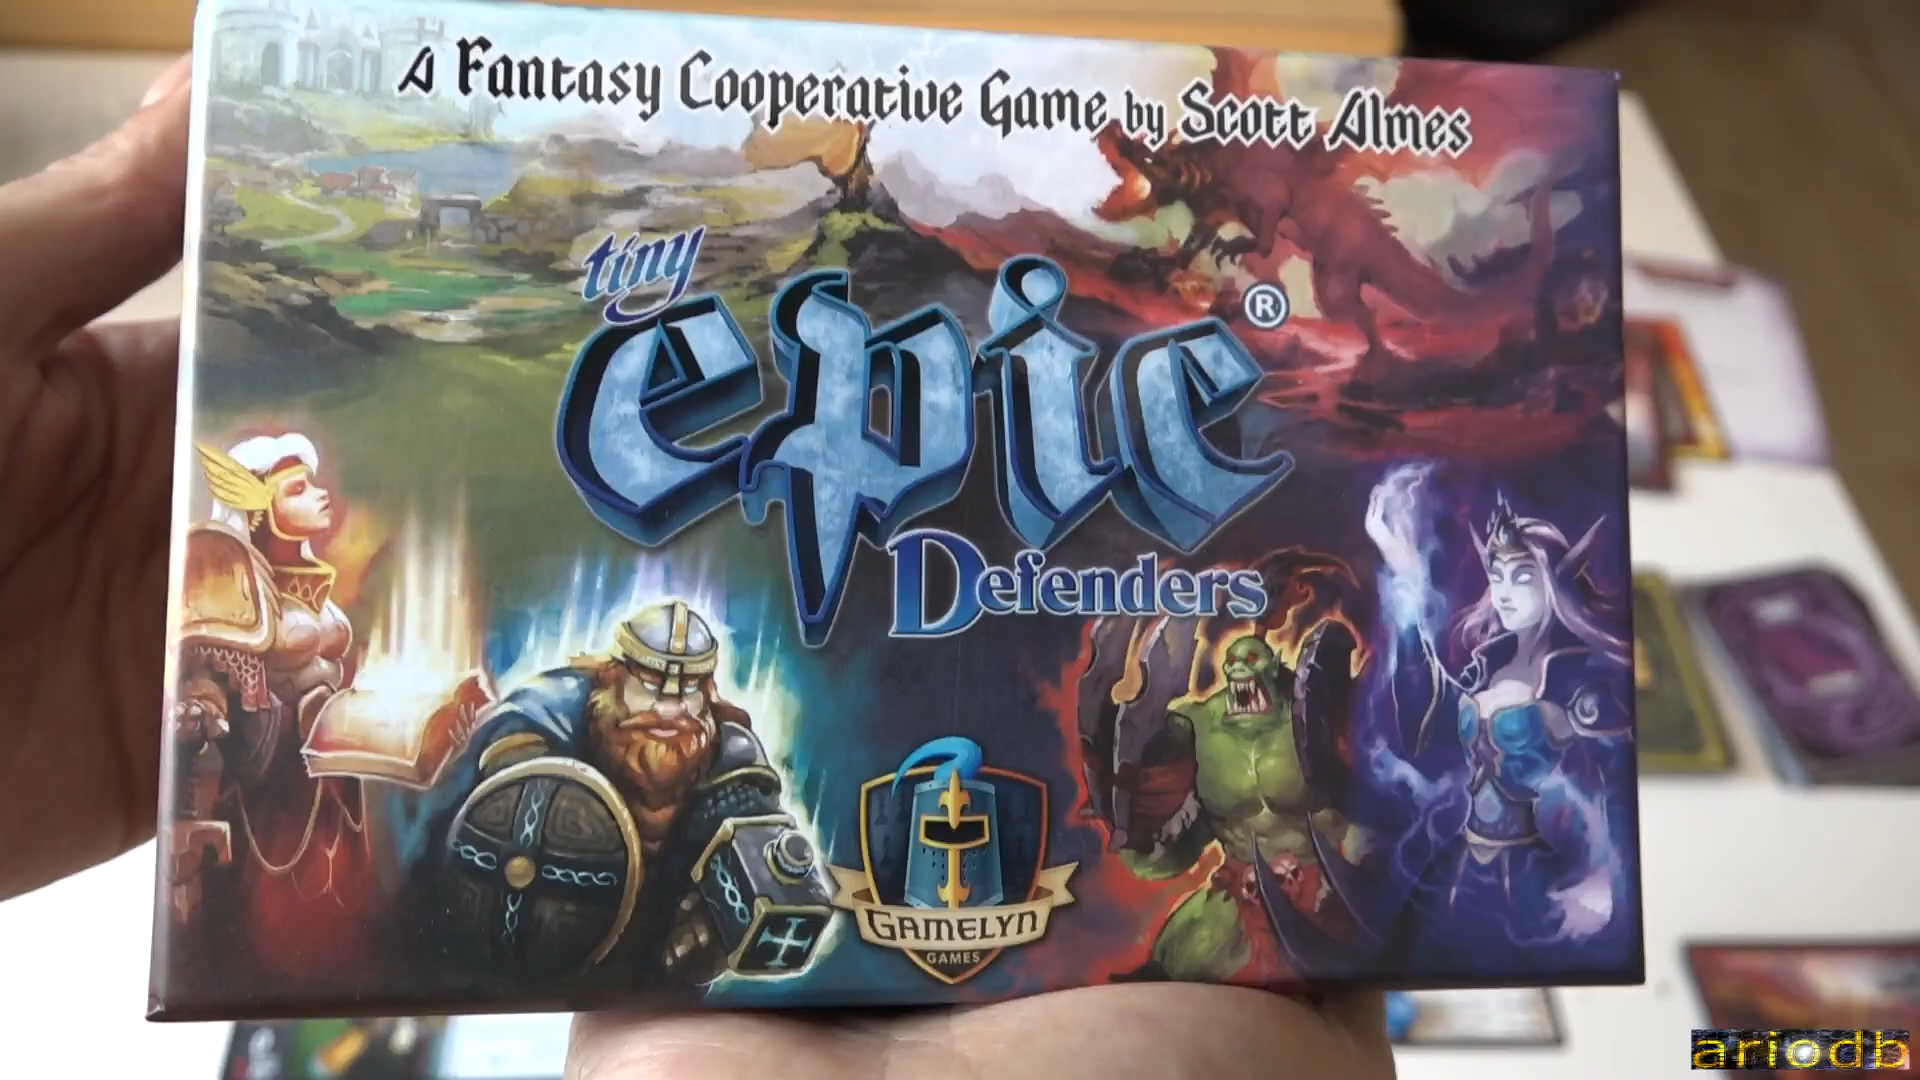 A Fantasy Cooperative Game by Scott Almes
tiny
epic®
Defenders
GAMELYN
GAMES
ariodb